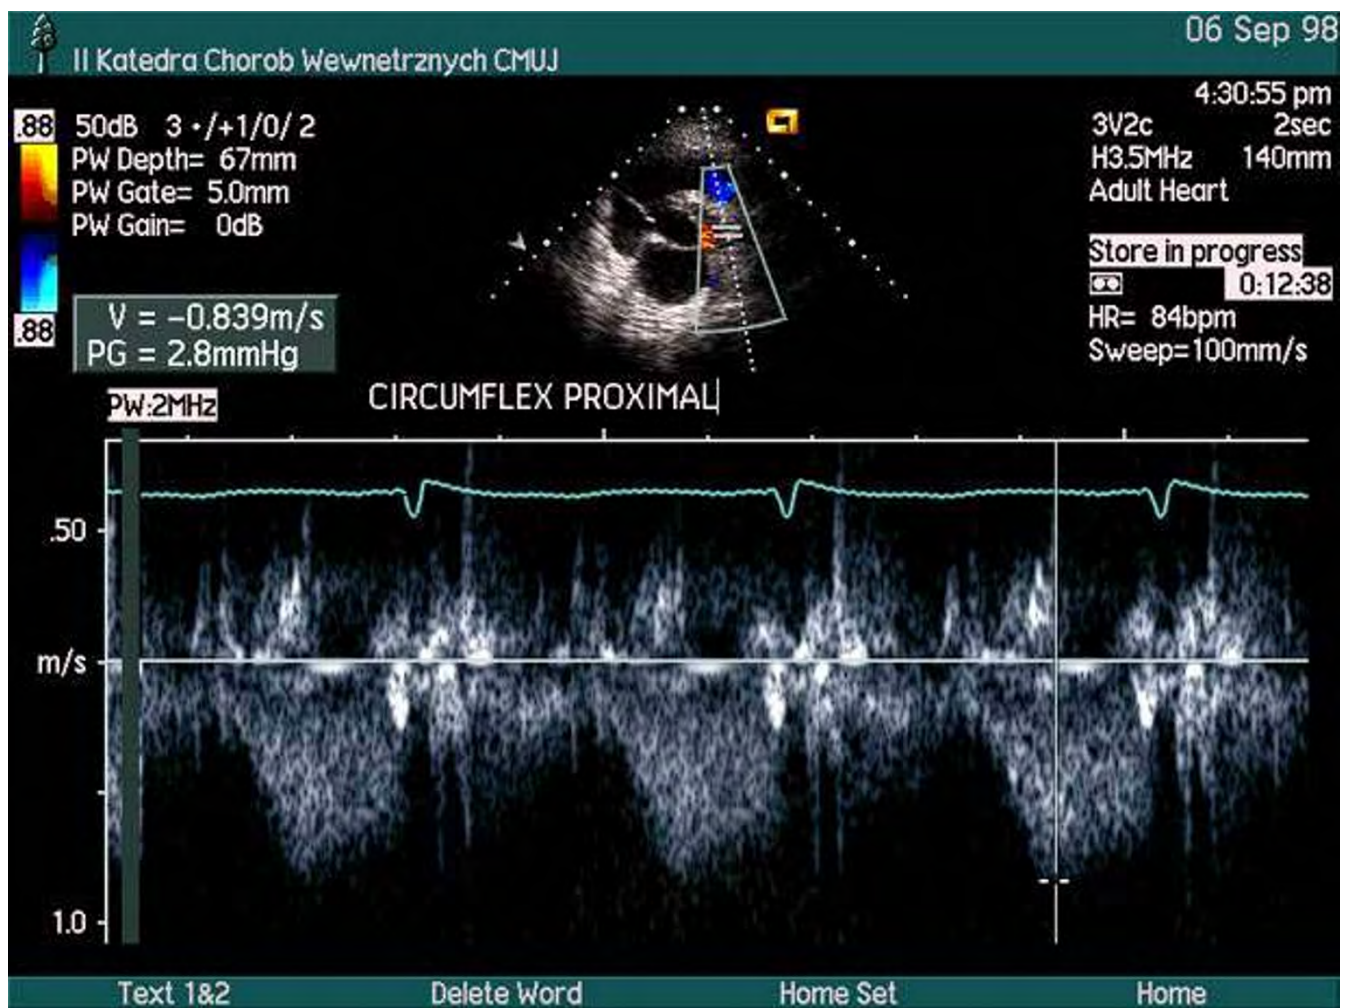 06 Sep 98
II Katedra Chorob Wewnetrznych CMUJ
4:30:55 pm
.88
50dB 3 •/+1/0/ 2
PW Depth= 67mm
PW Gate= 5.0mm
PW Gain= 0dB
.88
3V2c 2sec
H3.5MHz 140mm
Adult Heart
Store in progress
0:12:38
HR= 84bpm
Sweep=100mm/s
V = -0.839m/s
PG = 2.8mmHg
PW:2MHz
CIRCUMFLEX PROXIMAL
.50
m/s
1.0
Text 1&2 Delete Word Home Set Home